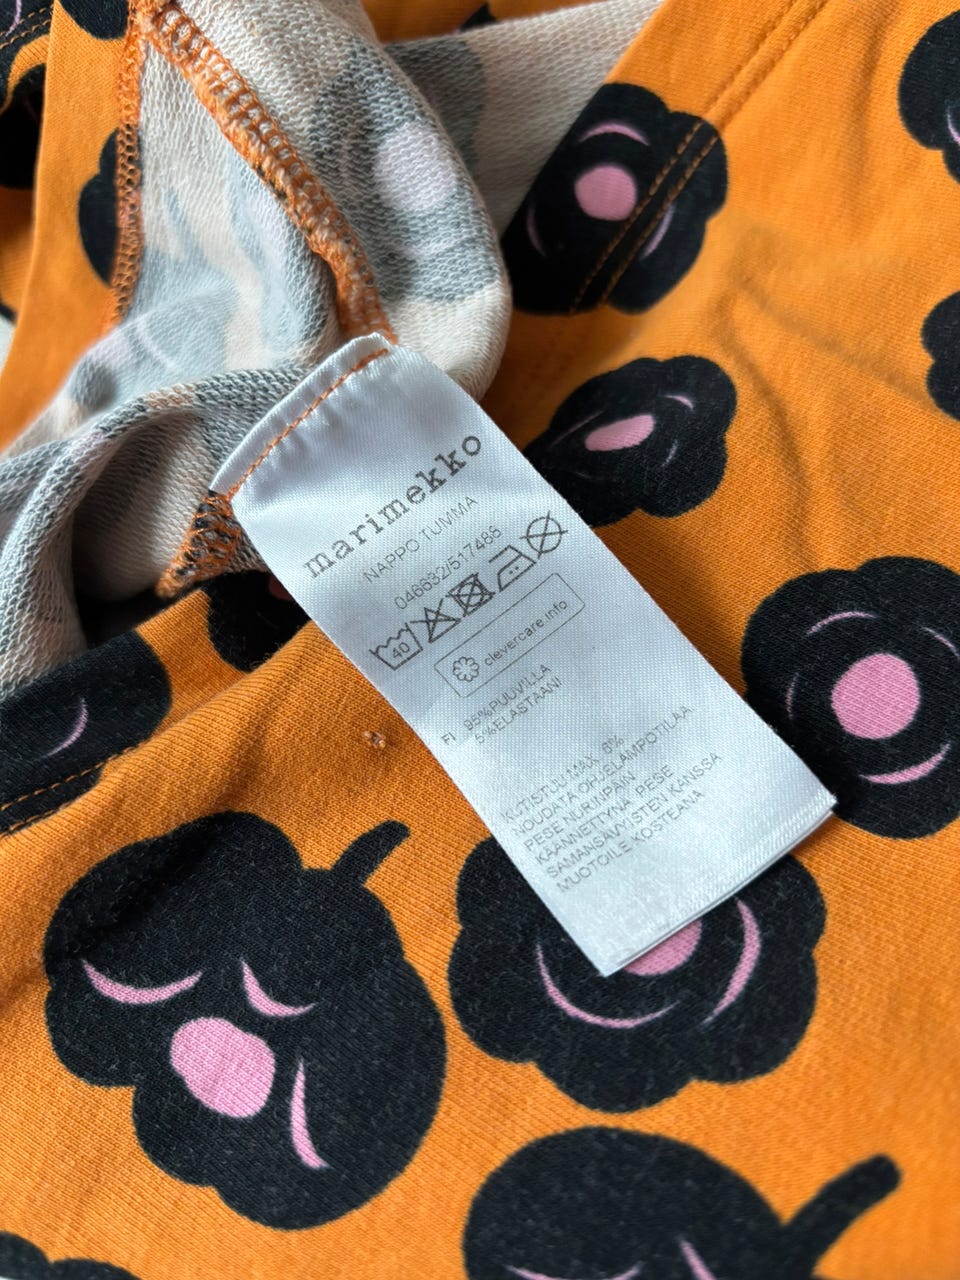 marimekko
NAPPO TUMMA
046632/517488
40
clevercare.info
FI 95%PUUVILLA
5%ELASTAANI
KUTISTUU MAX. 8%
NOUDATA OHJELÄMPÖTILAA
PESE NURINPÄIN
KÄÄNNETTYNÄ PESE
SAMANSÄVYISTEN KANSSA
MUOTOILE KOSTEANA